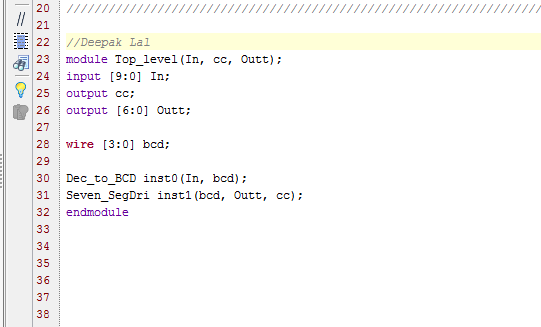 20 ////////////////////////////////////////////////////////////////////
21
22 //Deepak Lal
23 module Top_level(In, cc, Outt);
24 input [9:0] In;
25 output cc;
26 output [6:0] Outt;
27
28 wire [3:0] bcd;
29
30 Dec_to_BCD inst0(In, bcd);
31 Seven_SegDri inst1(bcd, Outt, cc);
32 endmodule
33
34
35
36
37
38